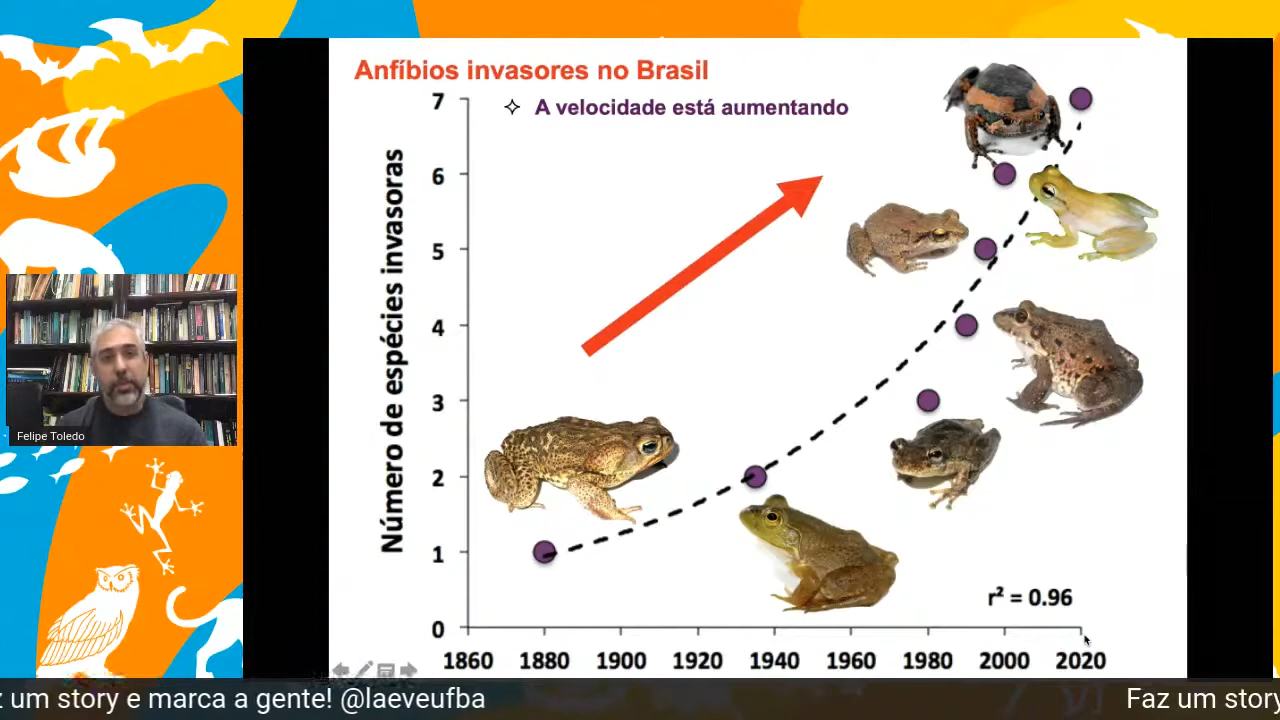 Anfíbios invasores no Brasil
✧ A velocidade está aumentando
Número de espécies invasoras
7
6
5
4
3
2
1
0
1860 1880 1900 1920 1940 1960 1980 2000 2020
r² = 0.96
Felipe Toledo
z um story e marca a gente! @laeveufba
Faz um story